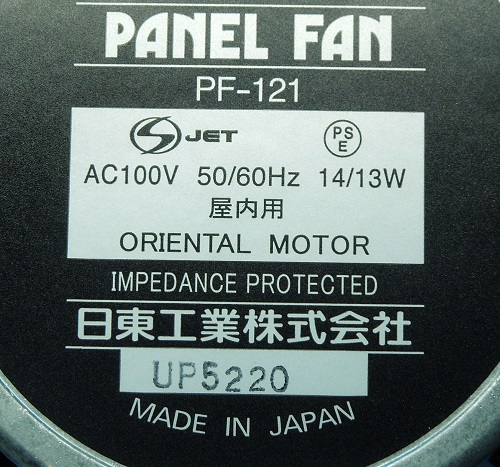 PANEL FAN
PF-121
S JET PS E
AC100V 50/60Hz 14/13W
屋内用
ORIENTAL MOTOR
IMPEDANCE PROTECTED
日東工業株式会社
UP5220
MADE IN JAPAN